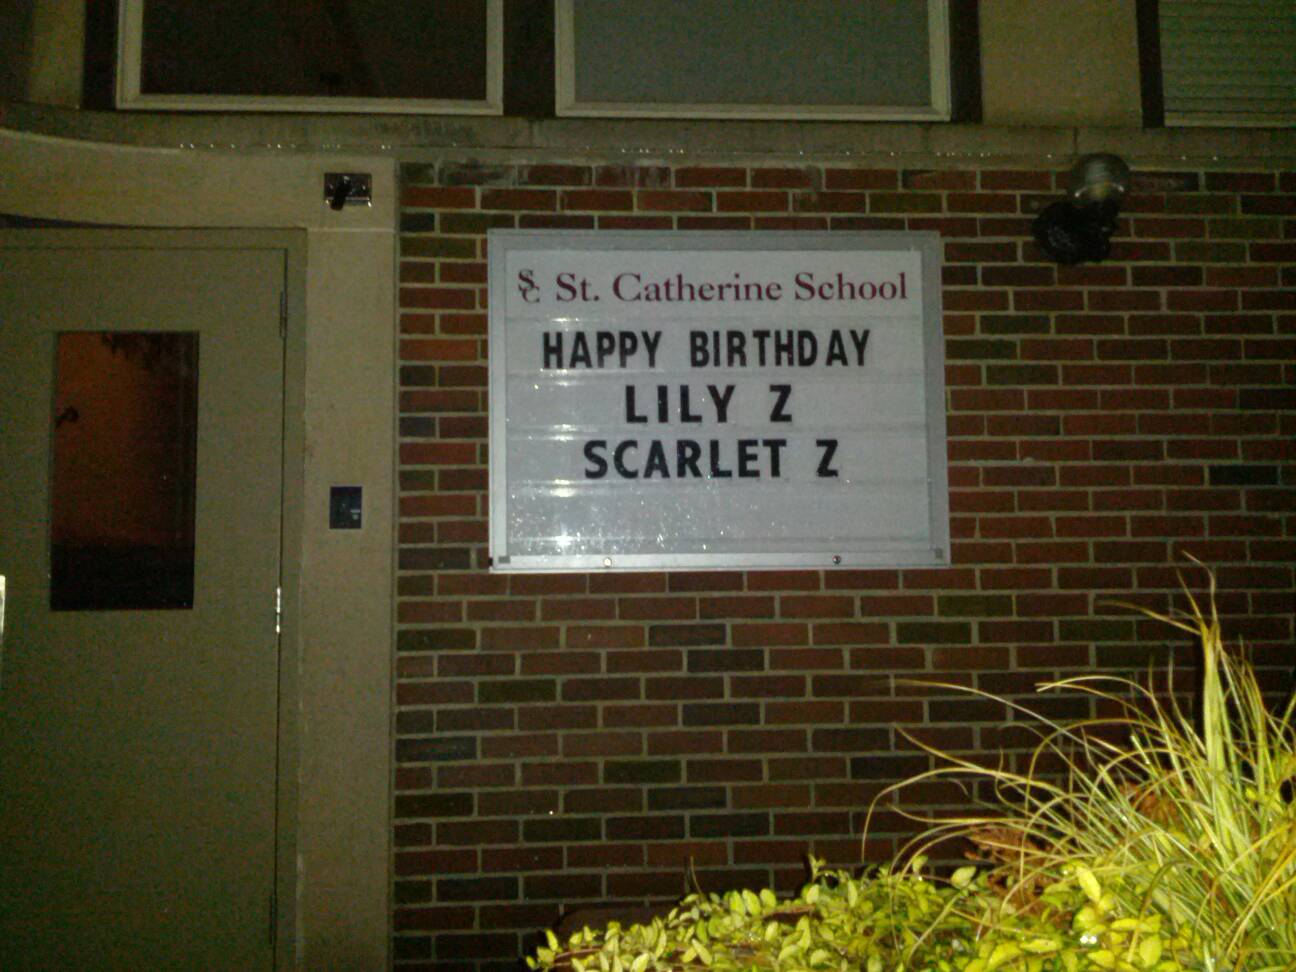 SC St. Catherine School
HAPPY BIRTHDAY
LILY Z
SCARLET Z